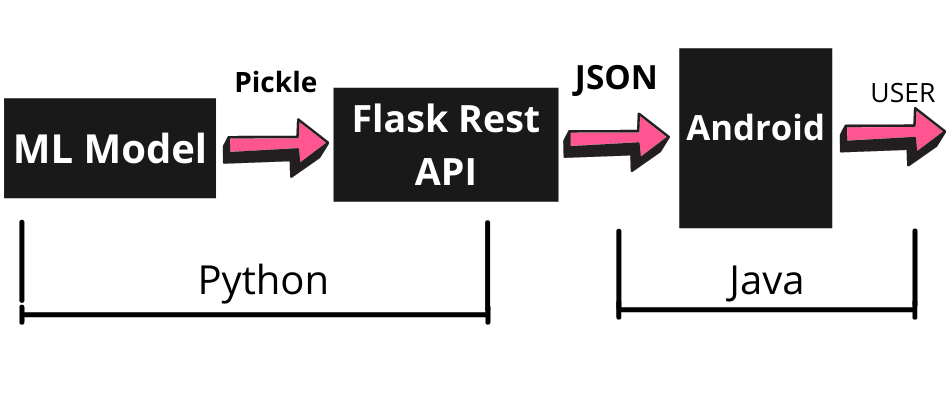 ML Model
Pickle
Flask Rest
API
JSON
Android
USER
Python
Java